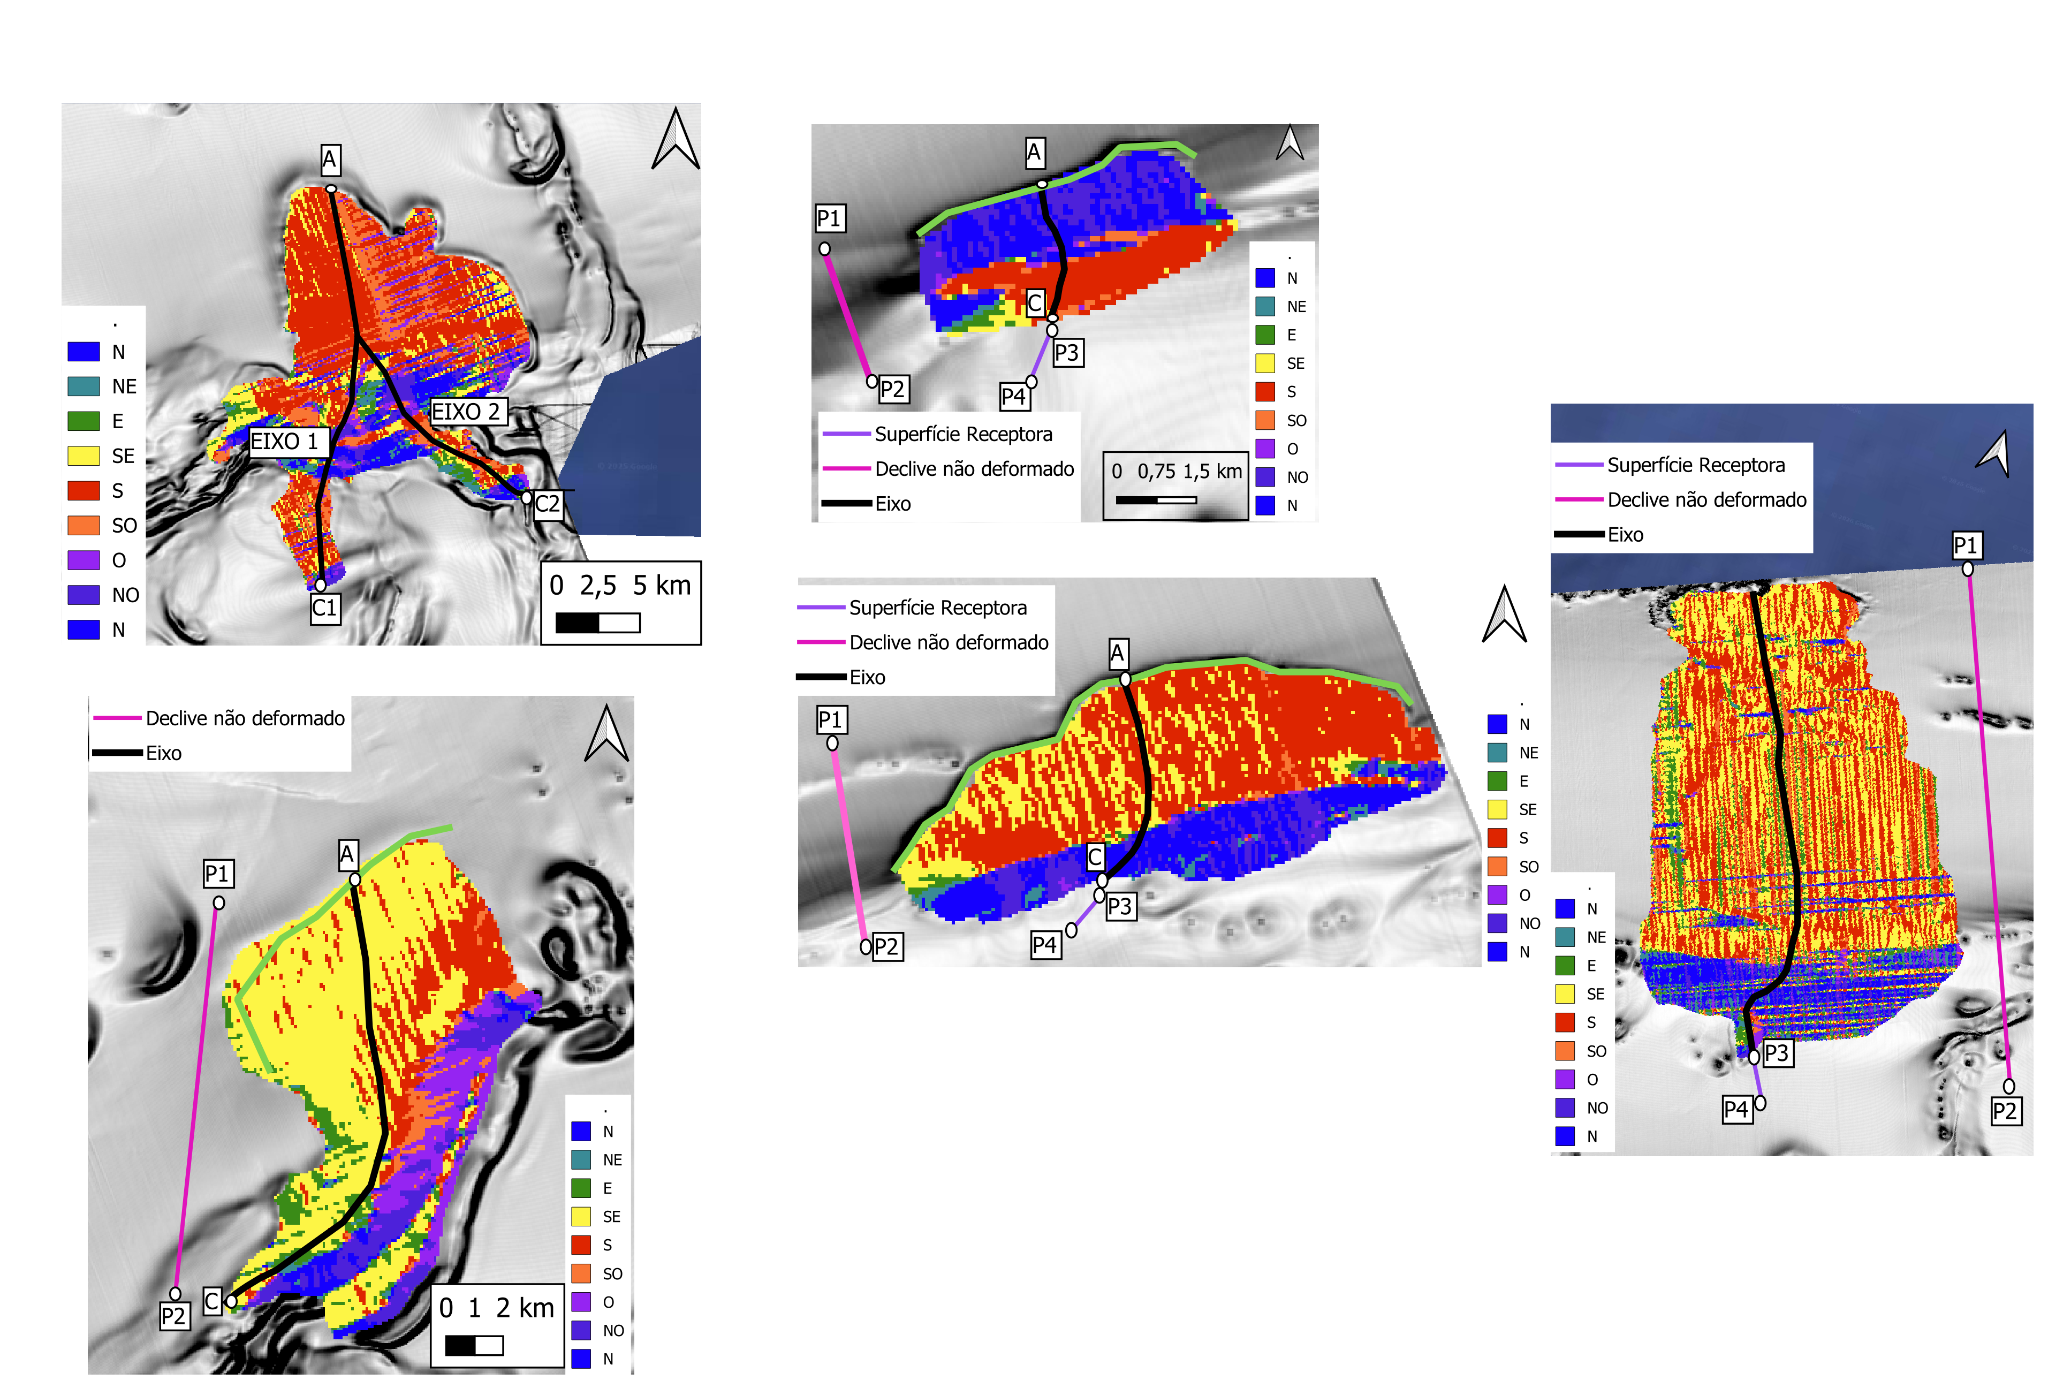 A
EIXO 1
EIXO 2
C1
C2
.
N
NE
E
SE
S
SO
O
NO
N
0 2,5 5 km
A
P1
P2
C
P3
P4
Superfície Receptora
Declive não deformado
Eixo
0 0,75 1,5 km
.
N
NE
E
SE
S
SO
O
NO
N
Superfície Receptora
Declive não deformado
Eixo
A
P1
C
P3
P2
P4
.
N
NE
E
SE
S
SO
O
NO
N
Superfície Receptora
Declive não deformado
Eixo
P1
P3
P4
P2
.
N
NE
E
SE
S
SO
O
NO
N
Declive não deformado
Eixo
A
P1
C
P2
0 1 2 km
.
N
NE
E
SE
S
SO
O
NO
N